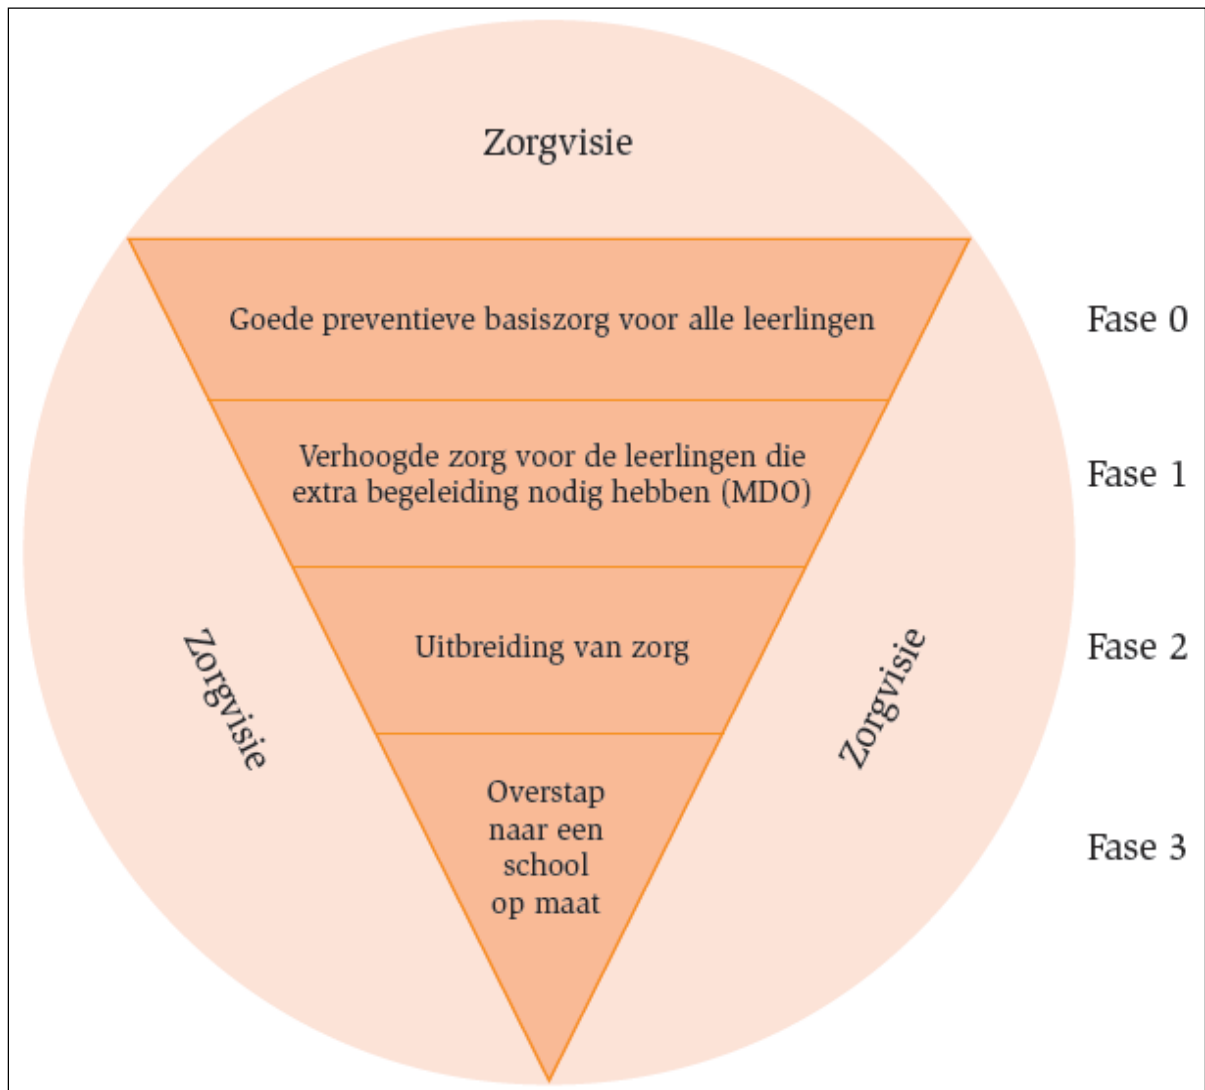 Zorgvisie
Goede preventieve basiszorg voor alle leerlingen
Fase 0
Verhoogde zorg voor de leerlingen die
extra begeleiding nodig hebben (MDO)
Fase 1
Uitbreiding van zorg
Fase 2
Zorgvisie
Zorgvisie
Overstap
naar een
school
op maat
Fase 3